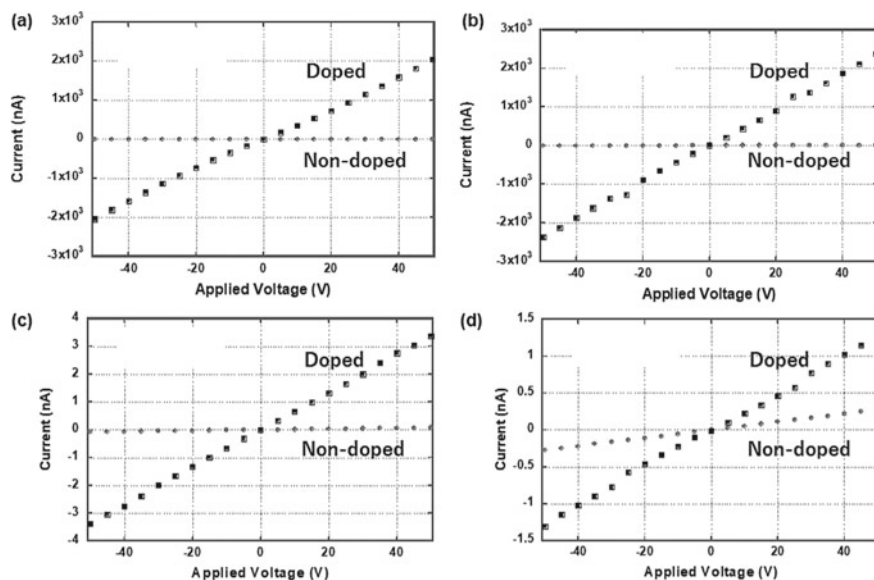 (a)
3x10³
2x10³
1x10³
0
-1x10³
-2x10³
-3x10³
Current (nA)
Doped
Non-doped
-40 -20 0 20 40
Applied Voltage (V)
(b)
3x10³
2x10³
1x10³
0
-1x10³
-2x10³
-3x10³
Current (nA)
Doped
Non-doped
-40 -20 0 20 40
Applied Voltage (V)
(c)
4
3
2
1
0
-1
-2
-3
-4
Current (nA)
Doped
Non-doped
-40 -20 0 20 40
Applied Voltage (V)
(d)
1.5
1
0.5
0
-0.5
-1
-1.5
Current (nA)
Doped
Non-doped
-40 -20 0 20 40
Applied Voltage (V)